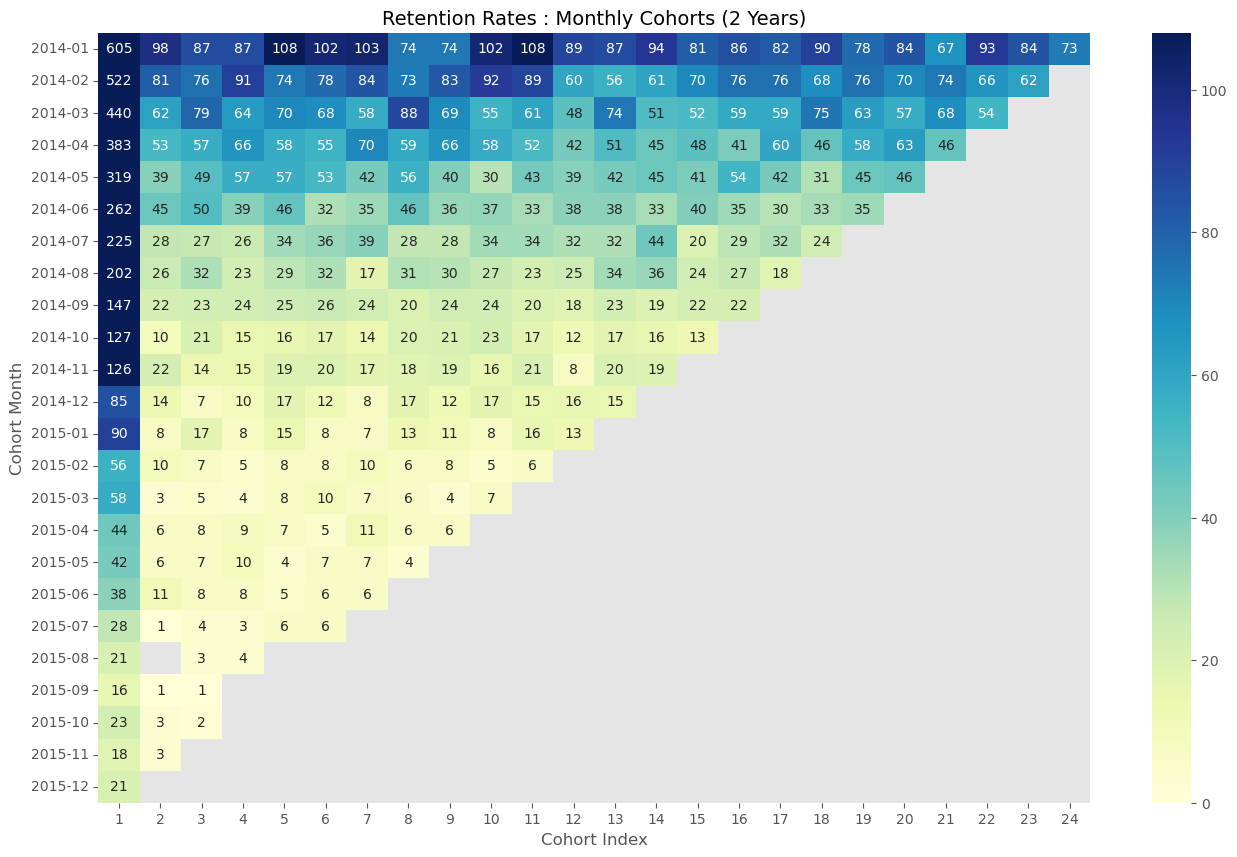 Retention Rates : Monthly Cohorts (2 Years)
2014-01 605 98 87 87 108 102 103 74 74 102 108 89 87 94 81 86 82 90 78 84 67 93 84 73
2014-02 522 81 76 91 74 78 84 73 83 92 89 60 56 61 70 76 76 68 76 70 74 66 62
100
2014-03 440 62 79 64 70 68 58 88 69 55 61 48 74 51 52 59 59 75 63 57 68 54
2014-04 383 53 57 66 58 55 70 59 66 58 52 42 51 45 48 41 60 46 58 63 46
2014-05 319 39 49 57 57 53 42 56 40 30 43 39 42 45 41 54 42 31 45 46
2014-06 262 45 50 39 46 32 35 46 36 37 33 38 38 33 40 35 30 33 35
80
2014-07 225 28 27 26 34 36 39 28 28 34 34 32 32 44 20 29 32 24
2014-08 202 26 32 23 29 32 17 31 30 27 23 25 34 36 24 27 18
2014-09 147 22 23 24 25 26 24 20 24 24 20 18 23 19 22 22
2014-10 127 10 21 15 16 17 14 20 21 23 17 12 17 16 13
2014-11 126 22 14 15 19 20 17 18 19 16 21 8 20 19
60
2014-12 85 14 7 10 17 12 8 17 12 17 15 16 15
Cohort Month
2015-01 90 8 17 8 15 8 7 13 11 8 16 13
2015-02 56 10 7 5 8 8 10 6 8 5 6
2015-03 58 3 5 4 8 10 7 6 4 7
40
2015-04 44 6 8 9 7 5 11 6 6
2015-05 42 6 7 10 4 7 7 4
2015-06 38 11 8 8 5 6 6
2015-07 28 1 4 3 6 6
2015-08 21 3 4
20
2015-09 16 1 1
2015-10 23 3 2
2015-11 18 3
2015-12 21
0
1 2 3 4 5 6 7 8 9 10 11 12 13 14 15 16 17 18 19 20 21 22 23 24
Cohort Index